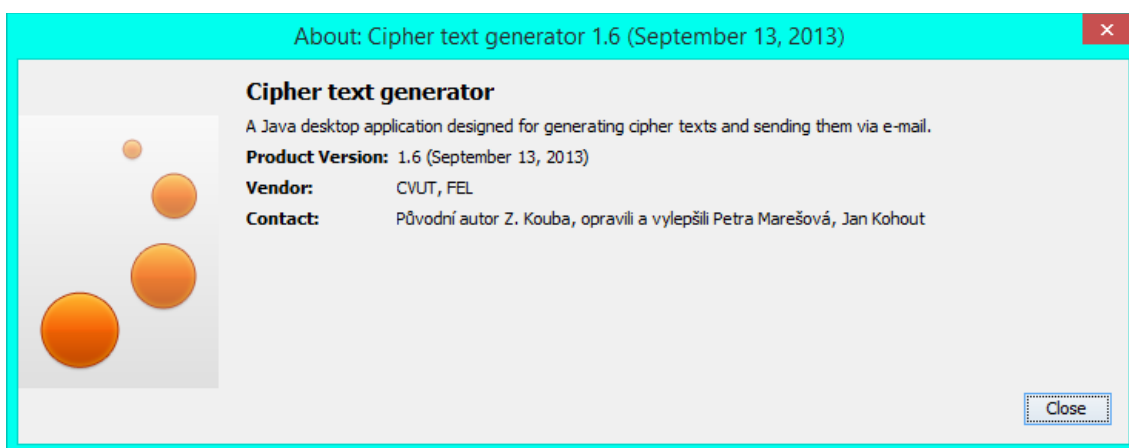 About: Cipher text generator 1.6 (September 13, 2013)
Cipher text generator
A Java desktop application designed for generating cipher texts and sending them via e-mail.
Product Version: 1.6 (September 13, 2013)
Vendor: CVUT, FEL
Contact: Původní autor Z. Kouba, opravili a vylepšili Petra Marešová, Jan Kohout
Close